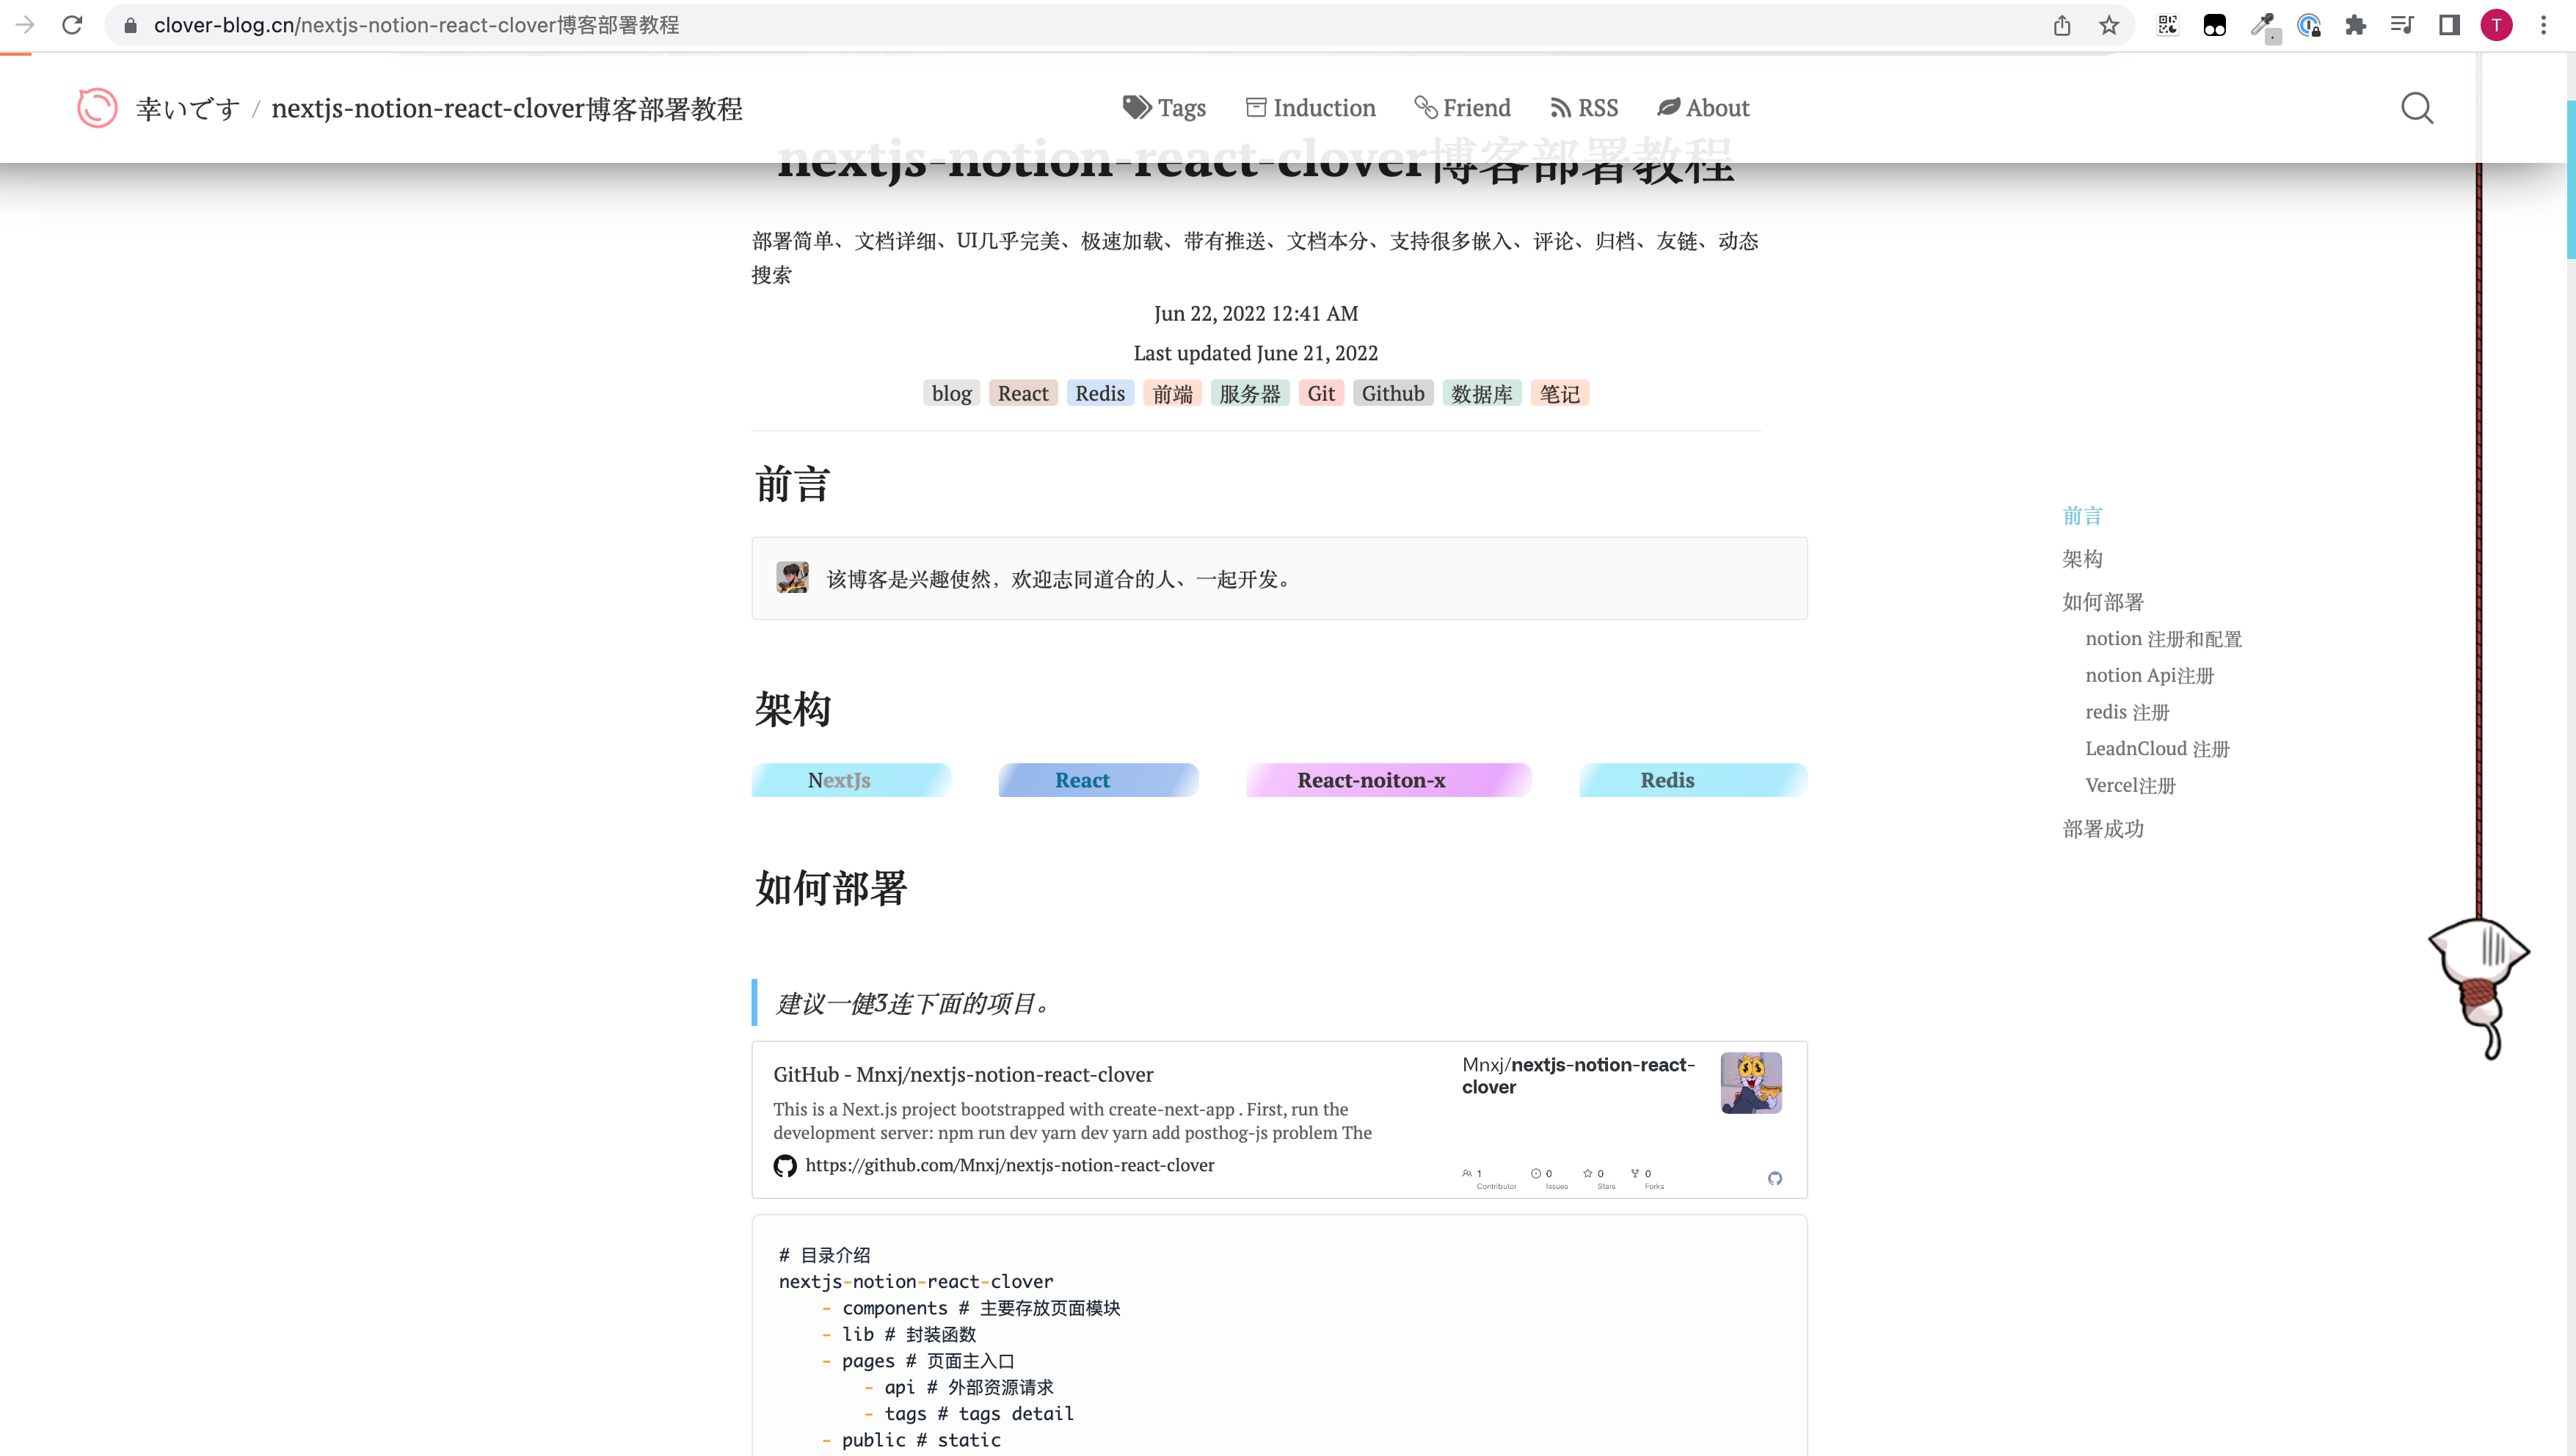 clover-blog.cn/nextjs-notion-react-clover博客部署教程
T
幸いです / nextjs-notion-react-clover博客部署教程
Tags
Induction
Friend
RSS
About
nextjs-notion-react-clover博客部署教程
部署简单、文档详细、UI几乎完美、极速加载、带有推送、文档本分、支持很多嵌入、评论、归档、友链、动态
搜索
Jun 22, 2022 12:41 AM
Last updated June 21, 2022
blog React Redis 前端 服务器 Git Github 数据库 笔记
前言
该博客是兴趣使然，欢迎志同道合的人、一起开发。
架构
NextJs
React
React-noiton-x
Redis
如何部署
建议一健3连下面的项目。
GitHub - Mnxj/nextjs-notion-react-clover
This is a Next.js project bootstrapped with create-next-app . First, run the
development server: npm run dev yarn dev yarn add posthog-js problem The
https://github.com/Mnxj/nextjs-notion-react-clover
Mnxj/nextjs-notion-react-
clover
1 Contributor
0 Issues
0 Stars
0 Forks
# 目录介绍
nextjs-notion-react-clover
- components # 主要存放页面模块
- lib # 封装函数
- pages # 页面主入口
- api # 外部资源请求
- tags # tags detail
- public # static
前言
架构
如何部署
notion 注册和配置
notion Api注册
redis 注册
LeadnCloud 注册
Vercel注册
部署成功